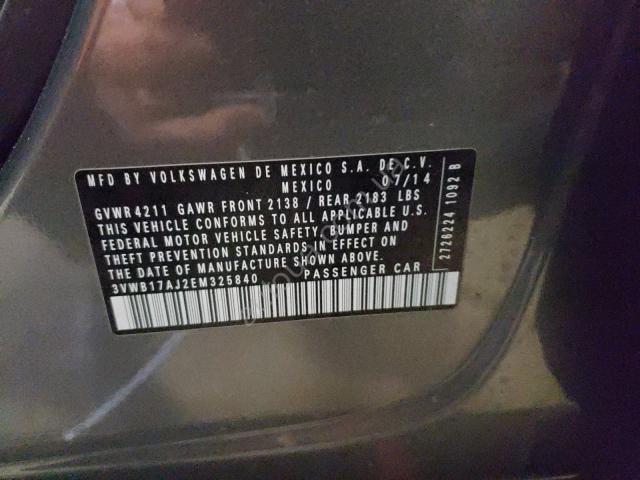 MFD BY VOLKSWAGEN DE MEXICO S.A. DE C.V.
MEXICO 07/14
GVWR 4211 GAWR FRONT 2138 / REAR 2183 LBS
THIS VEHICLE CONFORMS TO ALL APPLICABLE U.S.
FEDERAL MOTOR VEHICLE SAFETY, BUMPER AND
THEFT PREVENTION STANDARDS IN EFFECT ON
THE DATE OF MANUFACTURE SHOWN ABOVE.
3VWB17AJ2EM325840 PASSENGER CAR
2726224 1092 B